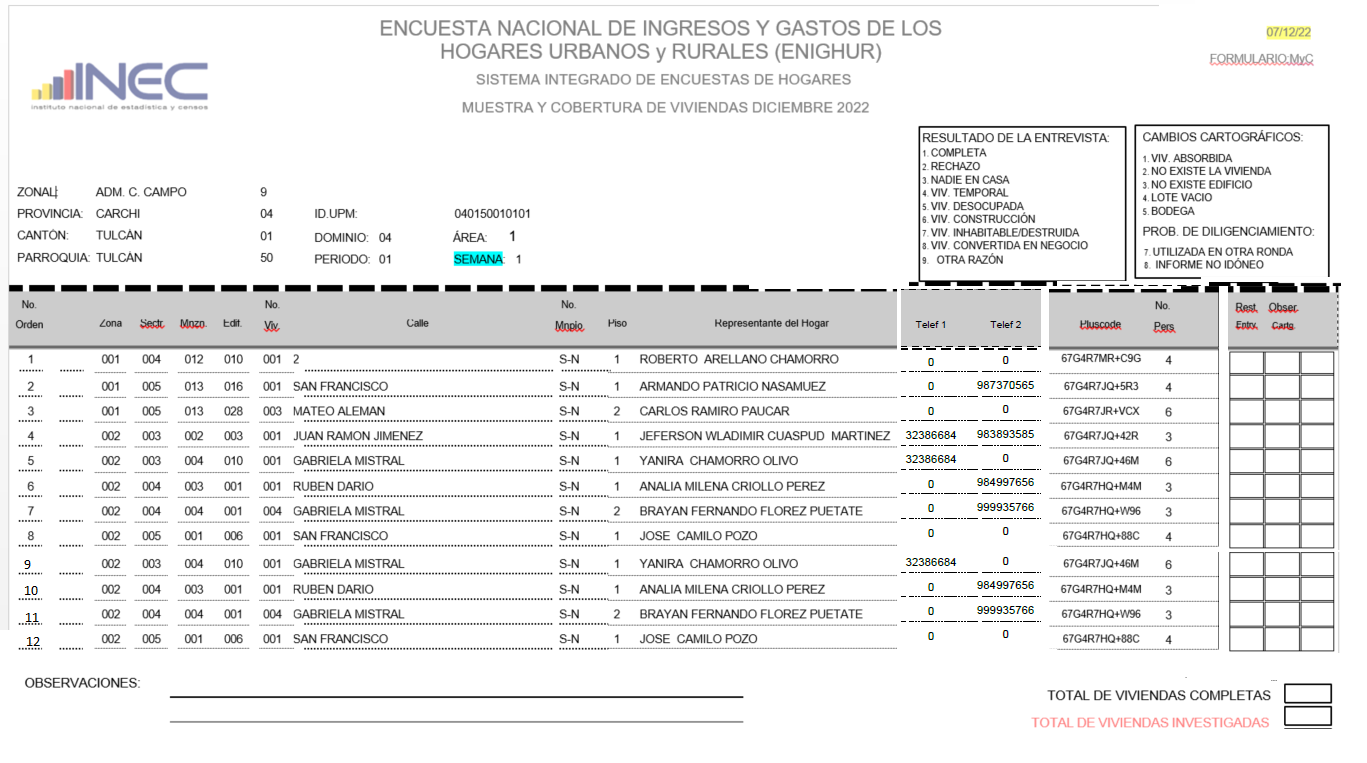 ENCUESTA NACIONAL DE INGRESOS Y GASTOS DE LOS
HOGARES URBANOS y RURALES (ENIGHUR)
SISTEMA INTEGRADO DE ENCUESTAS DE HOGARES
MUESTRA Y COBERTURA DE VIVIENDAS DICIEMBRE 2022
07/12/22
FORMULARIO:MyC
INEC
instituto nacional de estadística y censos
RESULTADO DE LA ENTREVISTA:
1. COMPLETA
2. RECHAZO
3. NADIE EN CASA
4. VIV. TEMPORAL
5. VIV. DESOCUPADA
6. VIV. CONSTRUCCIÓN
7. VIV. INHABITABLE/DESTRUIDA
8. VIV. CONVERTIDA EN NEGOCIO
9. OTRA RAZÓN
CAMBIOS CARTOGRÁFICOS:
1. VIV. ABSORBIDA
2. NO EXISTE LA VIVIENDA
3. NO EXISTE EDIFICIO
4. LOTE VACIO
5. BODEGA
PROB. DE DILIGENCIAMIENTO:
7. UTILIZADA EN OTRA RONDA
8. INFORME NO IDÓNEO
ZONAL: ADM. C. CAMPO 9
PROVINCIA: CARCHI 04 ID.UPM: 040150010101
CANTÓN: TULCÁN 01 DOMINIO: 04 ÁREA: 1
PARROQUIA: TULCÁN 50 PERIODO: 01 SEMANA: 1
No. Orden Zona Sectr. Mnzn. Edif. No. Viv. Calle No. Mnpio. Piso Representante del Hogar Telef 1 Telef 2 Pluscode No. Pers Rest. Entrv. Obser. Cartg.
1 001 004 012 010 001 2 S-N 1 ROBERTO ARELLANO CHAMORRO 0 0 67G4R7MR+C9G 4
2 001 005 013 016 001 SAN FRANCISCO S-N 1 ARMANDO PATRICIO NASAMUEZ 0 987370565 67G4R7JQ+5R3 4
3 001 005 013 028 003 MATEO ALEMAN S-N 2 CARLOS RAMIRO PAUCAR 0 0 67G4R7JR+VCX 6
4 002 003 002 003 001 JUAN RAMON JIMENEZ S-N 1 JEFERSON WLADIMIR CUASPUD MARTINEZ 32386684 983893585 67G4R7JQ+42R 3
5 002 003 004 010 001 GABRIELA MISTRAL S-N 1 YANIRA CHAMORRO OLIVO 32386684 0 67G4R7JQ+46M 6
6 002 004 003 001 001 RUBEN DARIO S-N 1 ANALIA MILENA CRIOLLO PEREZ 0 984997656 67G4R7HQ+M4M 3
7 002 004 004 001 004 GABRIELA MISTRAL S-N 2 BRAYAN FERNANDO FLOREZ PUETATE 0 999935766 67G4R7HQ+W96 3
8 002 005 001 006 001 SAN FRANCISCO S-N 1 JOSE CAMILO POZO 0 0 67G4R7HQ+88C 4
9 002 003 004 010 001 GABRIELA MISTRAL S-N 1 YANIRA CHAMORRO OLIVO 32386684 0 67G4R7JQ+46M 6
10 002 004 003 001 001 RUBEN DARIO S-N 1 ANALIA MILENA CRIOLLO PEREZ 0 984997656 67G4R7HQ+M4M 3
11 002 004 004 001 004 GABRIELA MISTRAL S-N 2 BRAYAN FERNANDO FLOREZ PUETATE 0 999935766 67G4R7HQ+W96 3
12 002 005 001 006 001 SAN FRANCISCO S-N 1 JOSE CAMILO POZO 0 0 67G4R7HQ+88C 4
OBSERVACIONES:
TOTAL DE VIVIENDAS COMPLETAS
TOTAL DE VIVIENDAS INVESTIGADAS